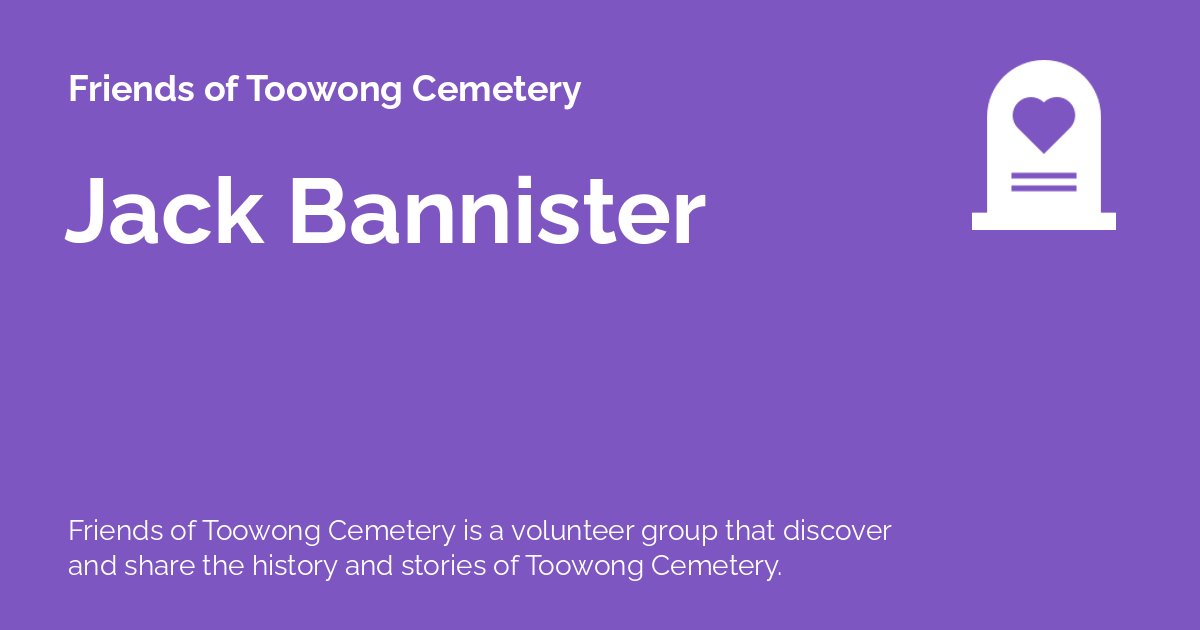 Friends of Toowong Cemetery
Jack Bannister
Friends of Toowong Cemetery is a volunteer group that discover
and share the history and stories of Toowong Cemetery.